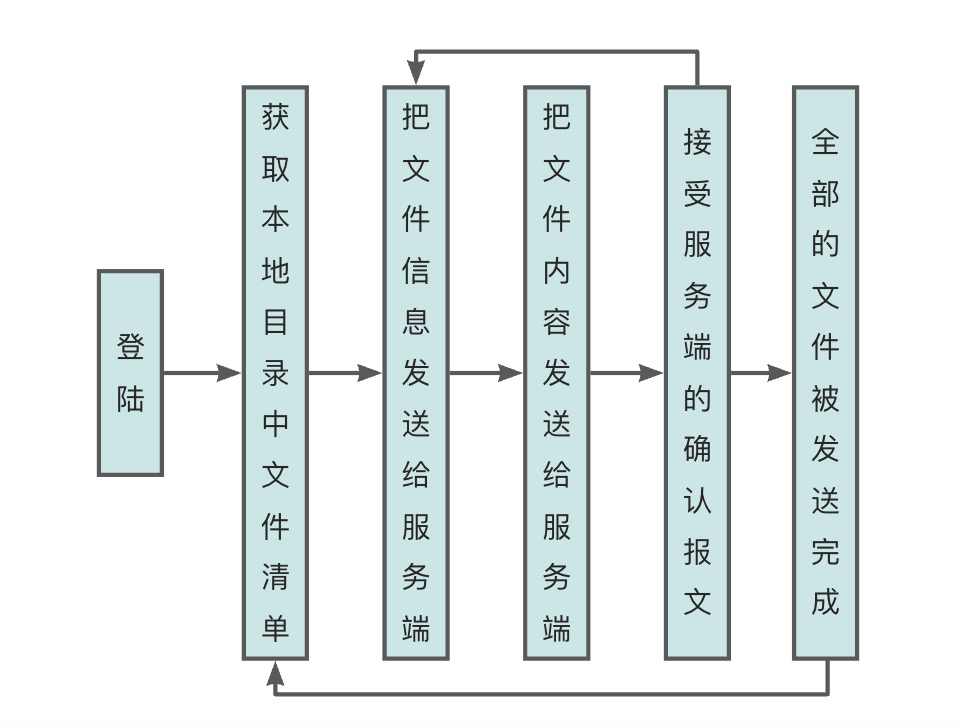 登陆
获取本地目录中文件清单
把文件信息发送给服务端
把文件内容发送给服务端
接受服务端的确认报文
全部的文件被发送完成